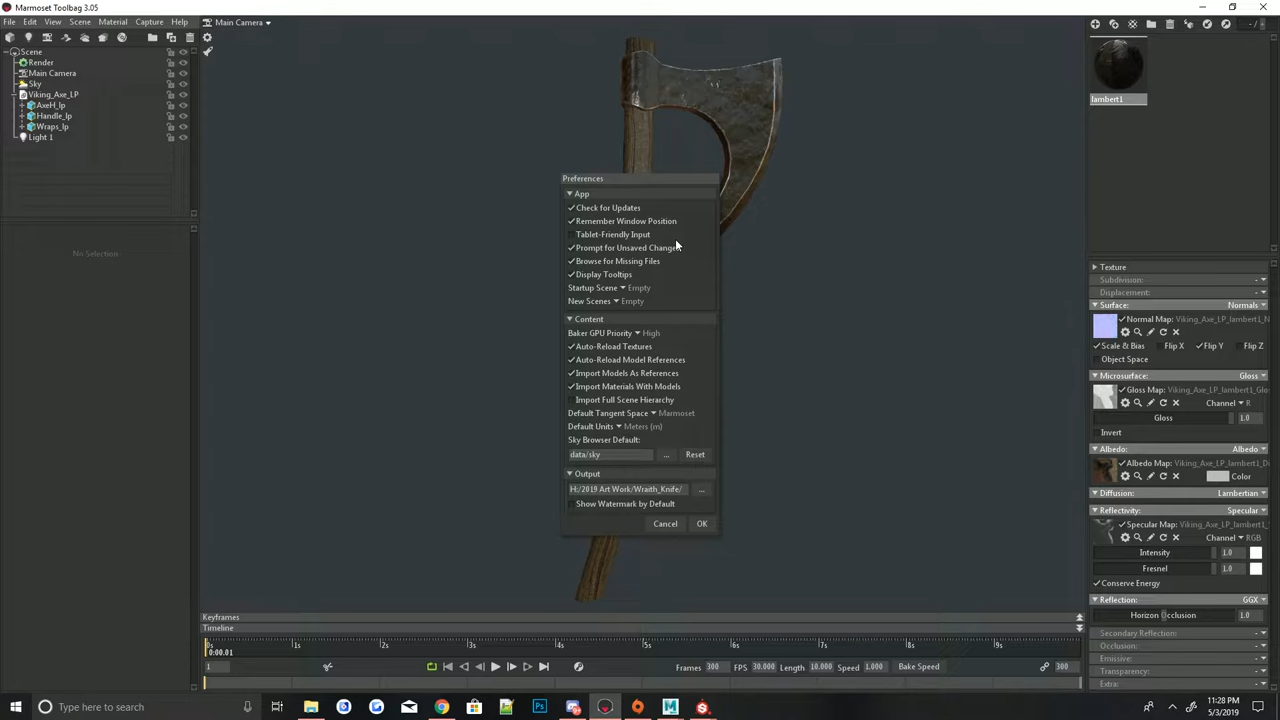 Marmoset Toolbag 3.05
File Edit View Scene Material Capture Help
Main Camera
Scene
Render
Main Camera
Sky
Viking_Axe_LP
AxeH_lp
Handle_lp
Wraps_lp
Light 1
No Selection
Preferences
App
Check for Updates
Remember Window Position
Tablet-Friendly Input
Prompt for Unsaved Changes
Browse for Missing Files
Display Tooltips
Startup Scene Empty
New Scenes Empty
Content
Baker GPU Priority High
Auto-Reload Textures
Auto-Reload Model References
Import Models As References
Import Materials With Models
Import Full Scene Hierarchy
Default Tangent Space Marmoset
Default Units Meters (m)
Sky Browser Default:
data/sky ... Reset
Output
H:/2019 Art Work/Wraith_Knife/ ...
Show Watermark by Default
Cancel OK
- /
lambert1
Texture
Subdivision: -
Displacement: -
Surface: Normals
Normal Map: Viking_Axe_LP_lambert1_N
Scale & Bias Flip X Flip Y Flip Z
Object Space
Microsurface: Gloss
Gloss Map: Viking_Axe_LP_lambert1_Glo
Channel R
Gloss 1.0
Invert
Albedo: Albedo
Albedo Map: Viking_Axe_LP_lambert1_Di
Color
Diffusion: Lambertian
Reflectivity: Specular
Specular Map: Viking_Axe_LP_lambert1_
Channel RGB
Intensity 1.0
Fresnel 1.0
Conserve Energy
Reflection: GGX
Horizon Occlusion 1.0
Secondary Reflection: -
Occlusion: -
Emissive: -
Transparency: -
Extra: -
Keyframes
Timeline
0s 1s 2s 3s 4s 5s 6s 7s 8s 9s
0:00.01
1 Frames 300 FPS 30.000 Length 10.000 Speed 1.000 Bake Speed 300
Type here to search
11:28 PM
5/3/2019